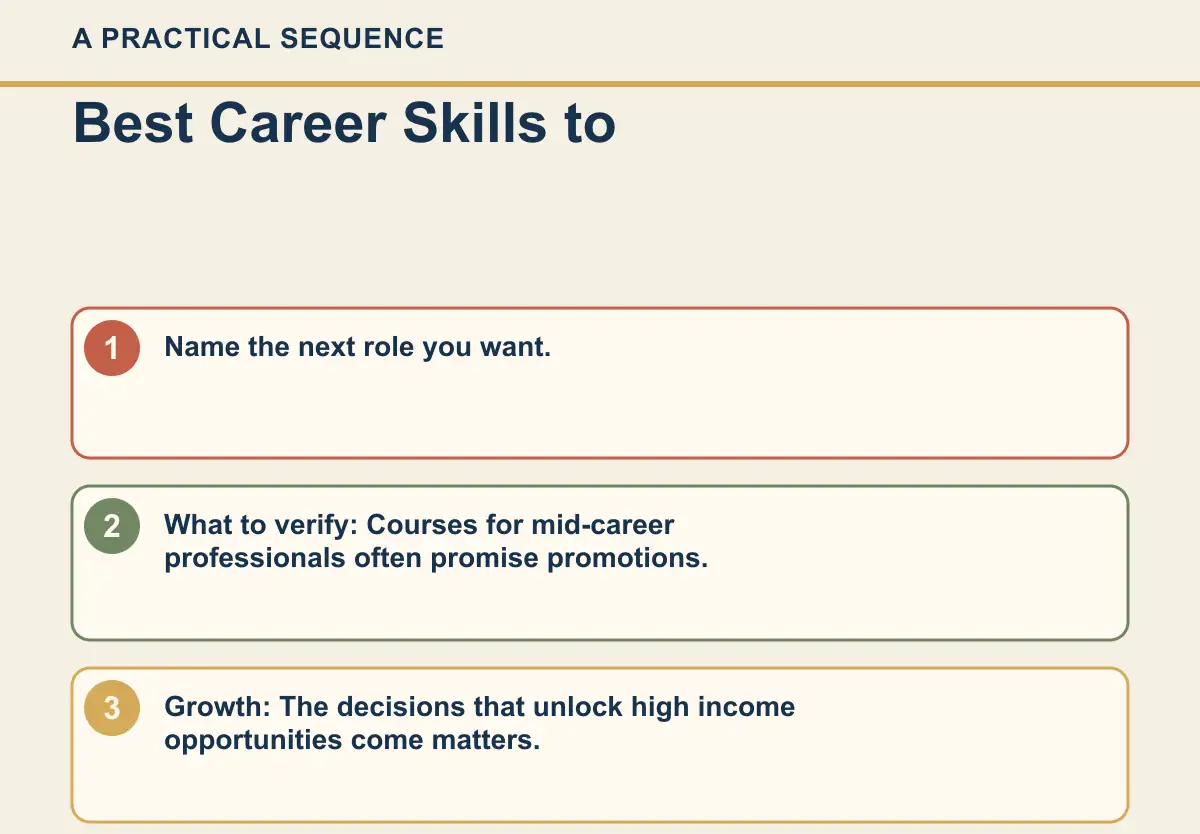 A PRACTICAL SEQUENCE
Best Career Skills to
1
Name the next role you want.
2
What to verify: Courses for mid-career
professionals often promise promotions.
3
Growth: The decisions that unlock high income
opportunities come matters.